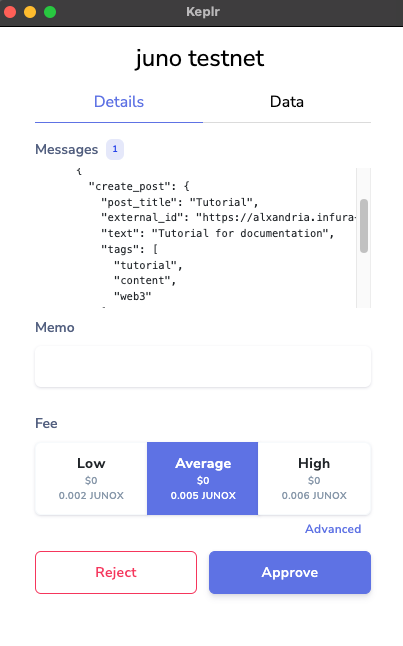 Keplr
juno testnet
Details Data
Messages 1
{
"create_post": {
"post_title": "Tutorial",
"external_id": "https://alxandria.infura-
"text": "Tutorial for documentation",
"tags": [
"tutorial",
"content",
"web3"
Memo
Fee
Low Average High
$0 $0 $0
0.002 JUNOX 0.005 JUNOX 0.006 JUNOX
Advanced
Reject Approve